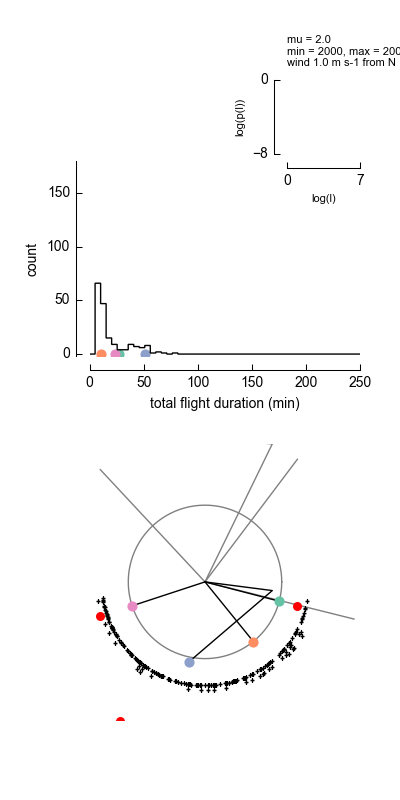 mu = 2.0
min = 2000, max = 200
wind 1.0 m s-1 from N
0
log(p(l))
−8
0 7
log(l)
150
100
50
0
count
0 50 100 150 200 250
total flight duration (min)